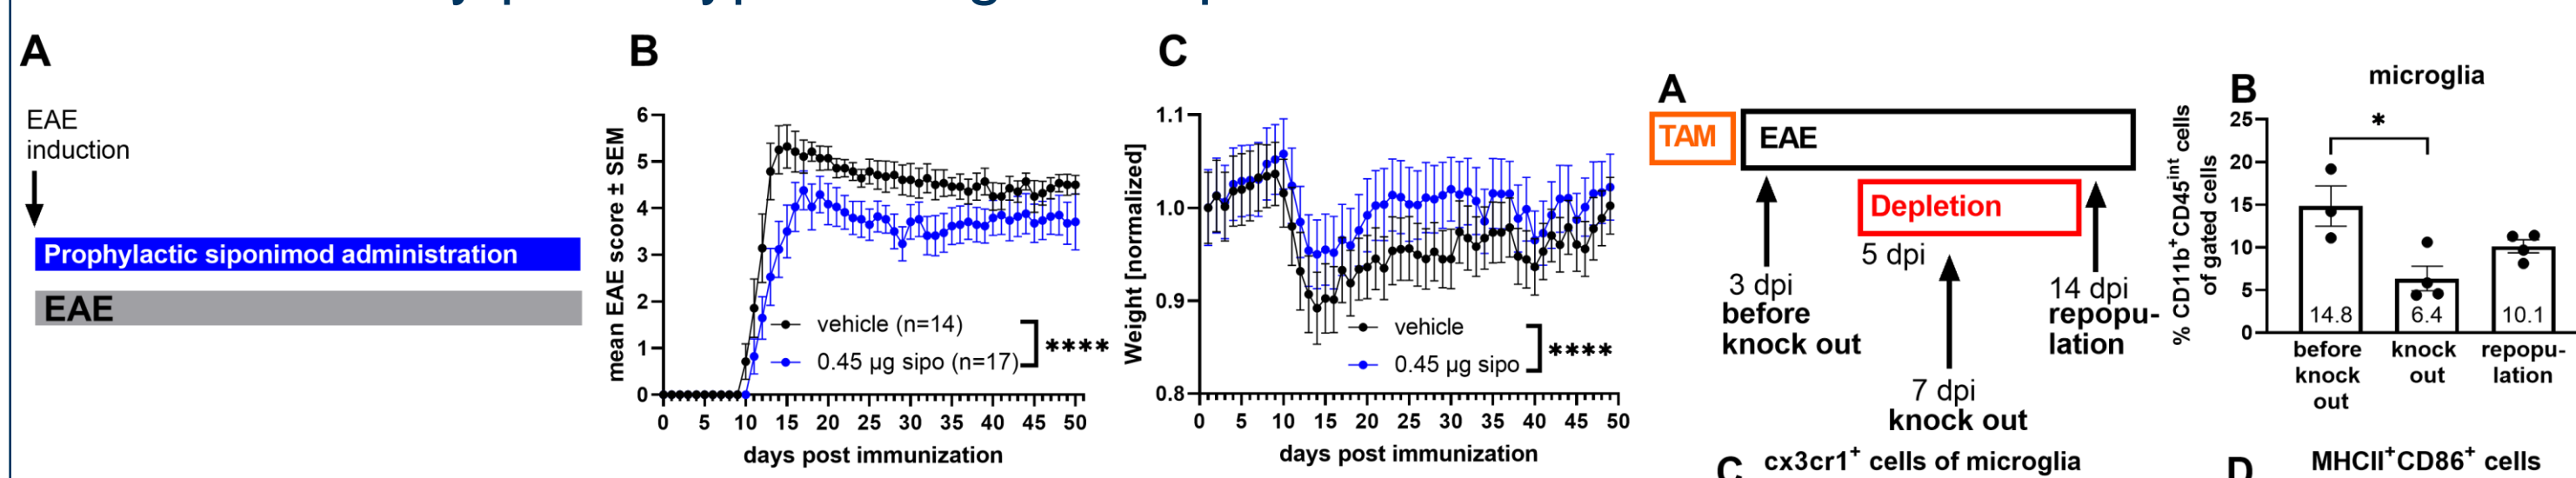 A
EAE
induction
Prophylactic siponimod administration
EAE
B
mean EAE score ± SEM
6
5
4
3
2
1
0
vehicle (n=14)
0.45 µg sipo (n=17)
****
0 5 10 15 20 25 30 35 40 45 50
days post immunization
C
Weight [normalized]
1.1
1.0
0.9
0.8
vehicle
0.45 µg sipo
****
0 5 10 15 20 25 30 35 40 45 50
days post immunization
A
TAM
EAE
Depletion
5 dpi
3 dpi
before
knock out
14 dpi
repopu-
lation
7 dpi
knock out
B
microglia
% CD11b⁺CD45ⁱⁿᵗ cells
of gated cells
25
20
15
10
5
0
*
14.8 6.4 10.1
before
knock
out
knock
out
repopu-
lation
C cx3cr1⁺ cells of microglia
D MHCII⁺CD86⁺ cells